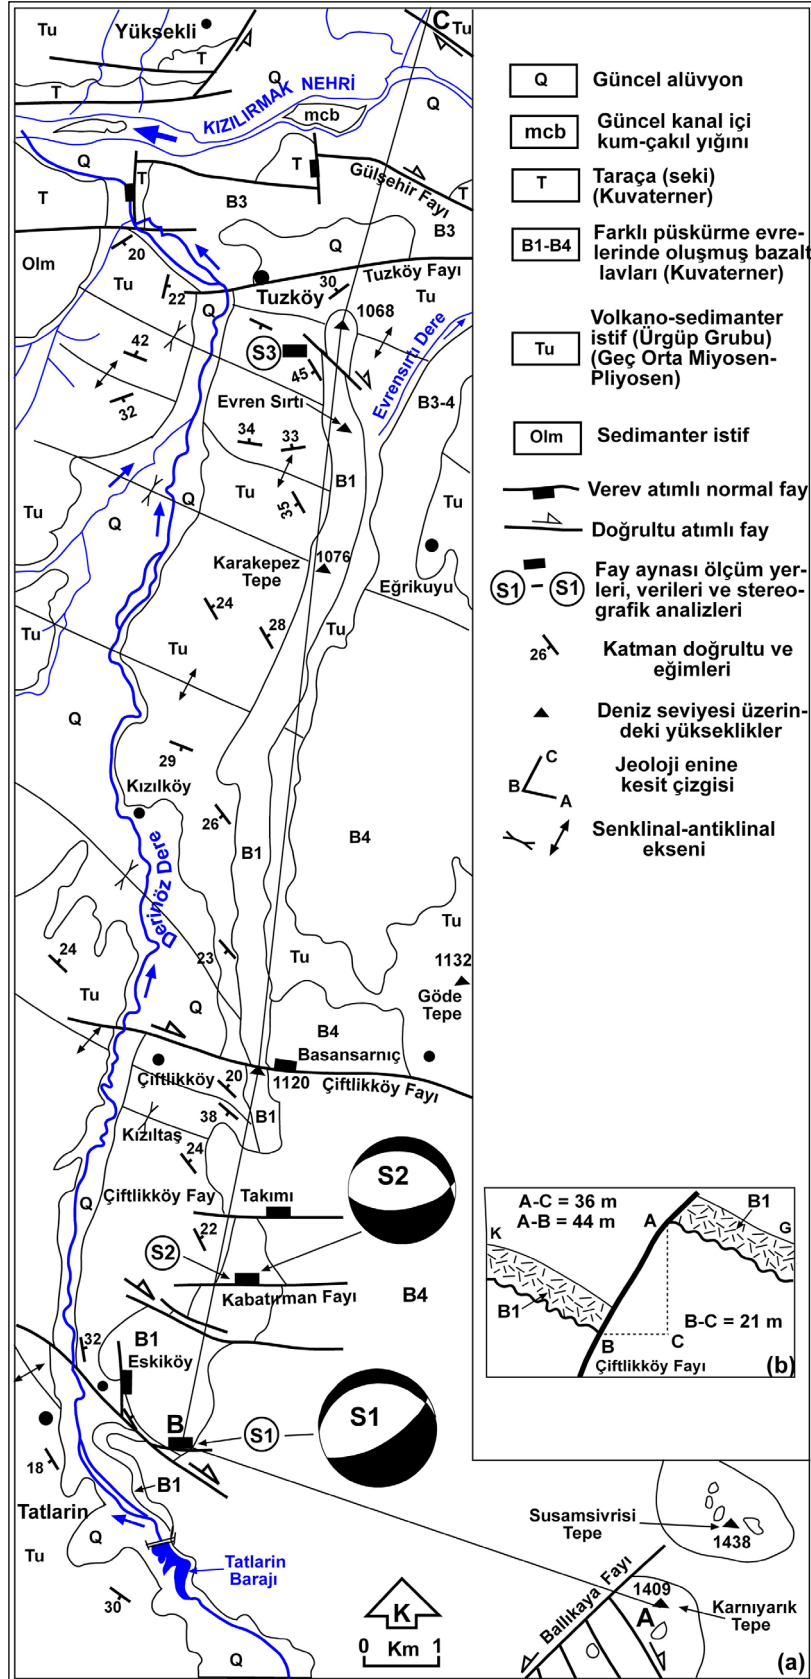 C
Tu
Yüksekli
Tu
T
Q
T
KIZILIRMAK NEHRİ
mcb
Q
Q
T
T
T
Gülşehir Fayı
T
B3
B3
Q
20
Olm
Tu
22
Q
Tuzköy
Tuzköy Fayı
30
Tu
1068
42
S3
45
Evrensırtı Dere
32
Evren Sırtı
B3-4
34
33
B1
Tu
Tu
35
Q
Q
Tu
Karakepez
Tepe
1076
24
28
Eğrikuyu
Tu
Tu
Tu
Q
29
Kızılköy
26
B1
B4
Derinöz Dere
24
23
Tu
Tu
1132
Göde
Tepe
Tu
Q
B4
Basansarnıç
Çiftlikköy
20
1120
Çiftlikköy Fayı
38
B1
Kızıltaş
24
Q
Çiftlikköy Fay Takımı
S2
22
S2
Kabatırman Fayı
B4
32
B1
Eskiköy
B
S1
S1
18
B1
Tatlarin
Q
Tu
Tatlarin
Barajı
30
Q
K
0 Km 1
Susamsivrisi
Tepe
1438
Ballıkaya Fayı
1409
A
Karnıyarık
Tepe
(a)
Q
Güncel alüvyon
mcb
Güncel kanal içi
kum-çakıl yığını
T
Taraça (seki)
(Kuvaterner)
B1-B4
Farklı püskürme evre-
lerinde oluşmuş bazalt
lavları (Kuvaterner)
Tu
Volkano-sedimanter
istif (Ürgüp Grubu)
(Geç Orta Miyosen-
Pliyosen)
Olm
Sedimanter istif
Verev atımlı normal fay
Doğrultu atımlı fay
S1 – S1
Fay aynası ölçüm yer-
leri, verileri ve stereo-
grafik analizleri
26
Katman doğrultu ve
eğimleri
Deniz seviyesi üzerin-
deki yükseklikler
C
B
A
Jeoloji enine
kesit çizgisi
Senklinal-antiklinal
ekseni
A-C = 36 m
A-B = 44 m
A
B1
K
G
B1
B-C = 21 m
B
C
Çiftlikköy Fayı
(b)